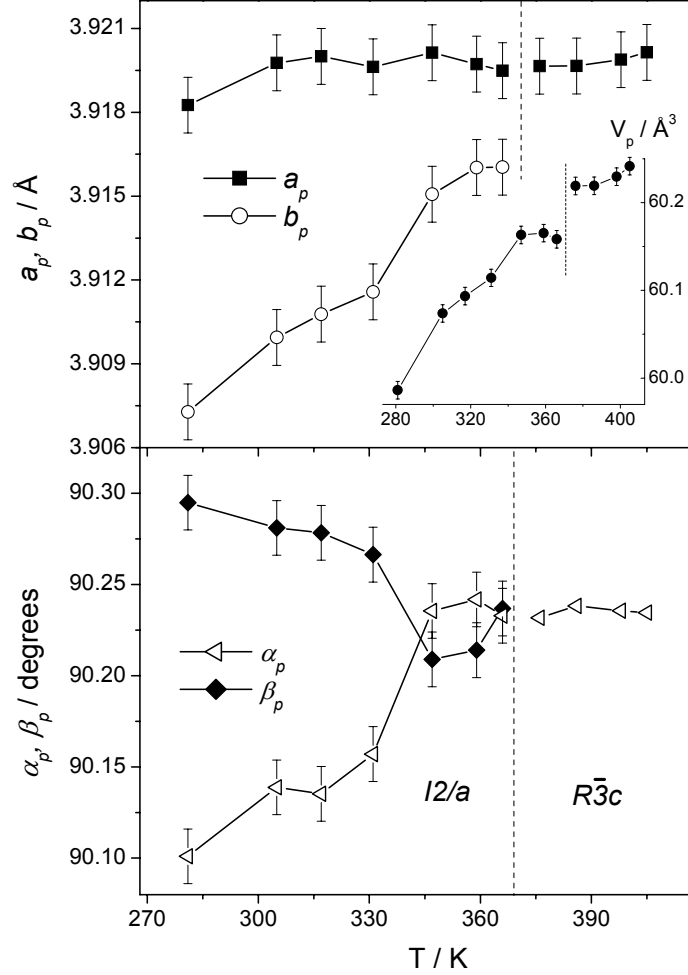 3.921
3.918
3.915
3.912
3.909
3.906
a_p, b_p / Å
a_p
b_p
V_p / Å³
60.2
60.1
60.0
280 320 360 400
90.30
90.25
90.20
90.15
90.10
α_p, β_p / degrees
α_p
β_p
I2/a
R3̄c
270 300 330 360 390
T / K